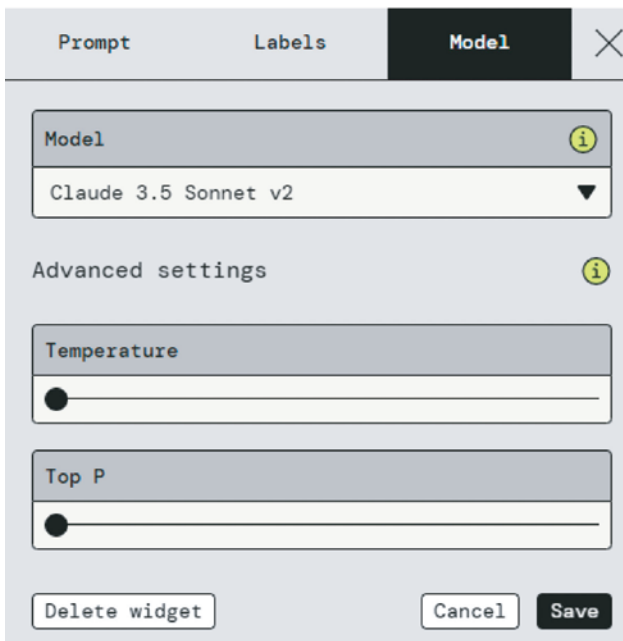 Prompt Labels Model
Model
Claude 3.5 Sonnet v2
Advanced settings
Temperature
Top P
Delete widget Cancel Save